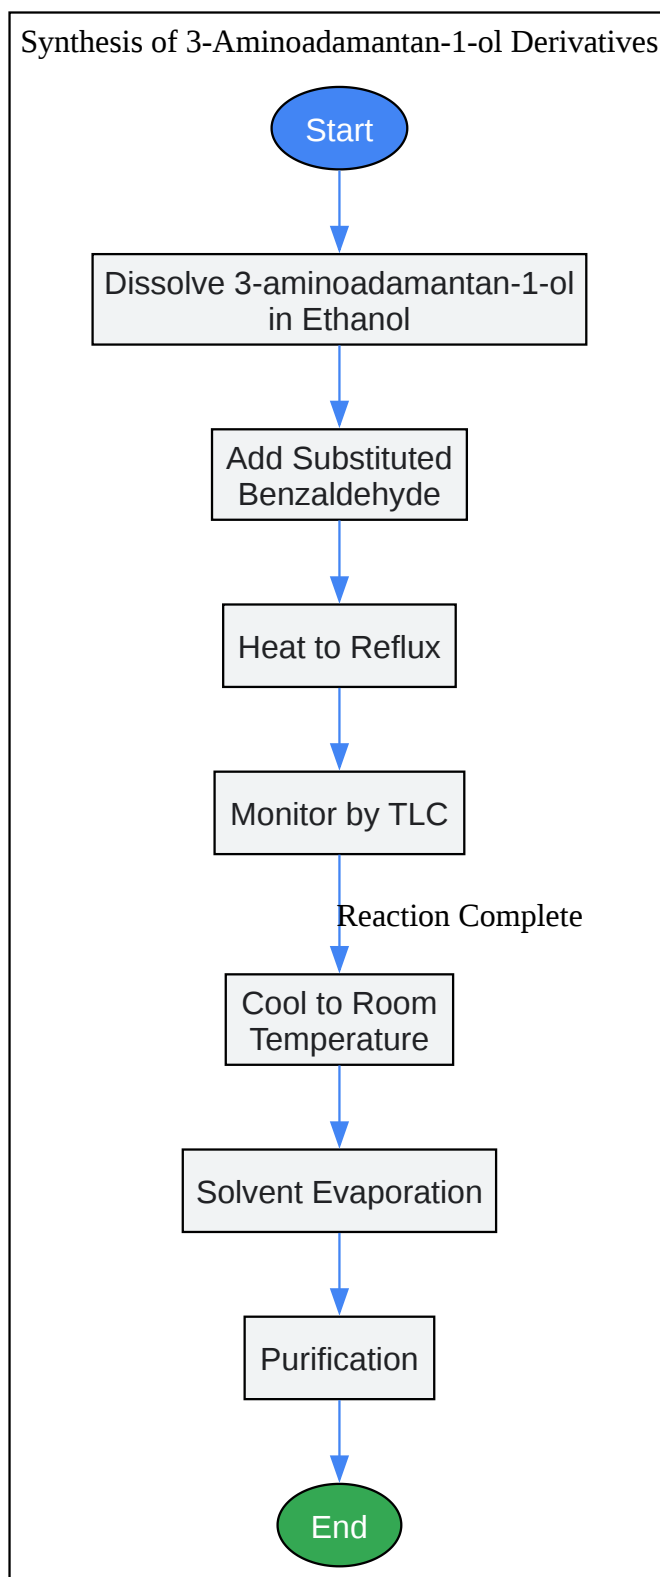 Synthesis of 3-Aminoadamantan-1-ol Derivatives
Start
Dissolve 3-aminoadamantan-1-ol
in Ethanol
Add Substituted
Benzaldehyde
Heat to Reflux
Monitor by TLC
Reaction Complete
Cool to Room
Temperature
Solvent Evaporation
Purification
End